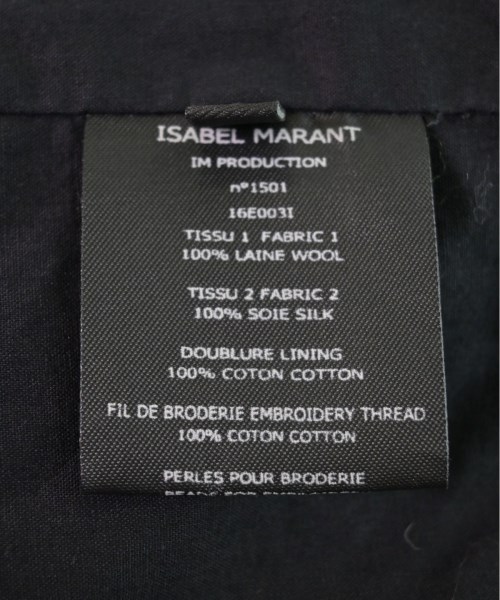 ISABEL MARANT
IM PRODUCTION
nº1501
16E003I
TISSU 1 FABRIC 1
100% LAINE WOOL
TISSU 2 FABRIC 2
100% SOIE SILK
DOUBLURE LINING
100% COTON COTTON
FIL DE BRODERIE EMBROIDERY THREAD
100% COTON COTTON
PERLES POUR BRODERIE